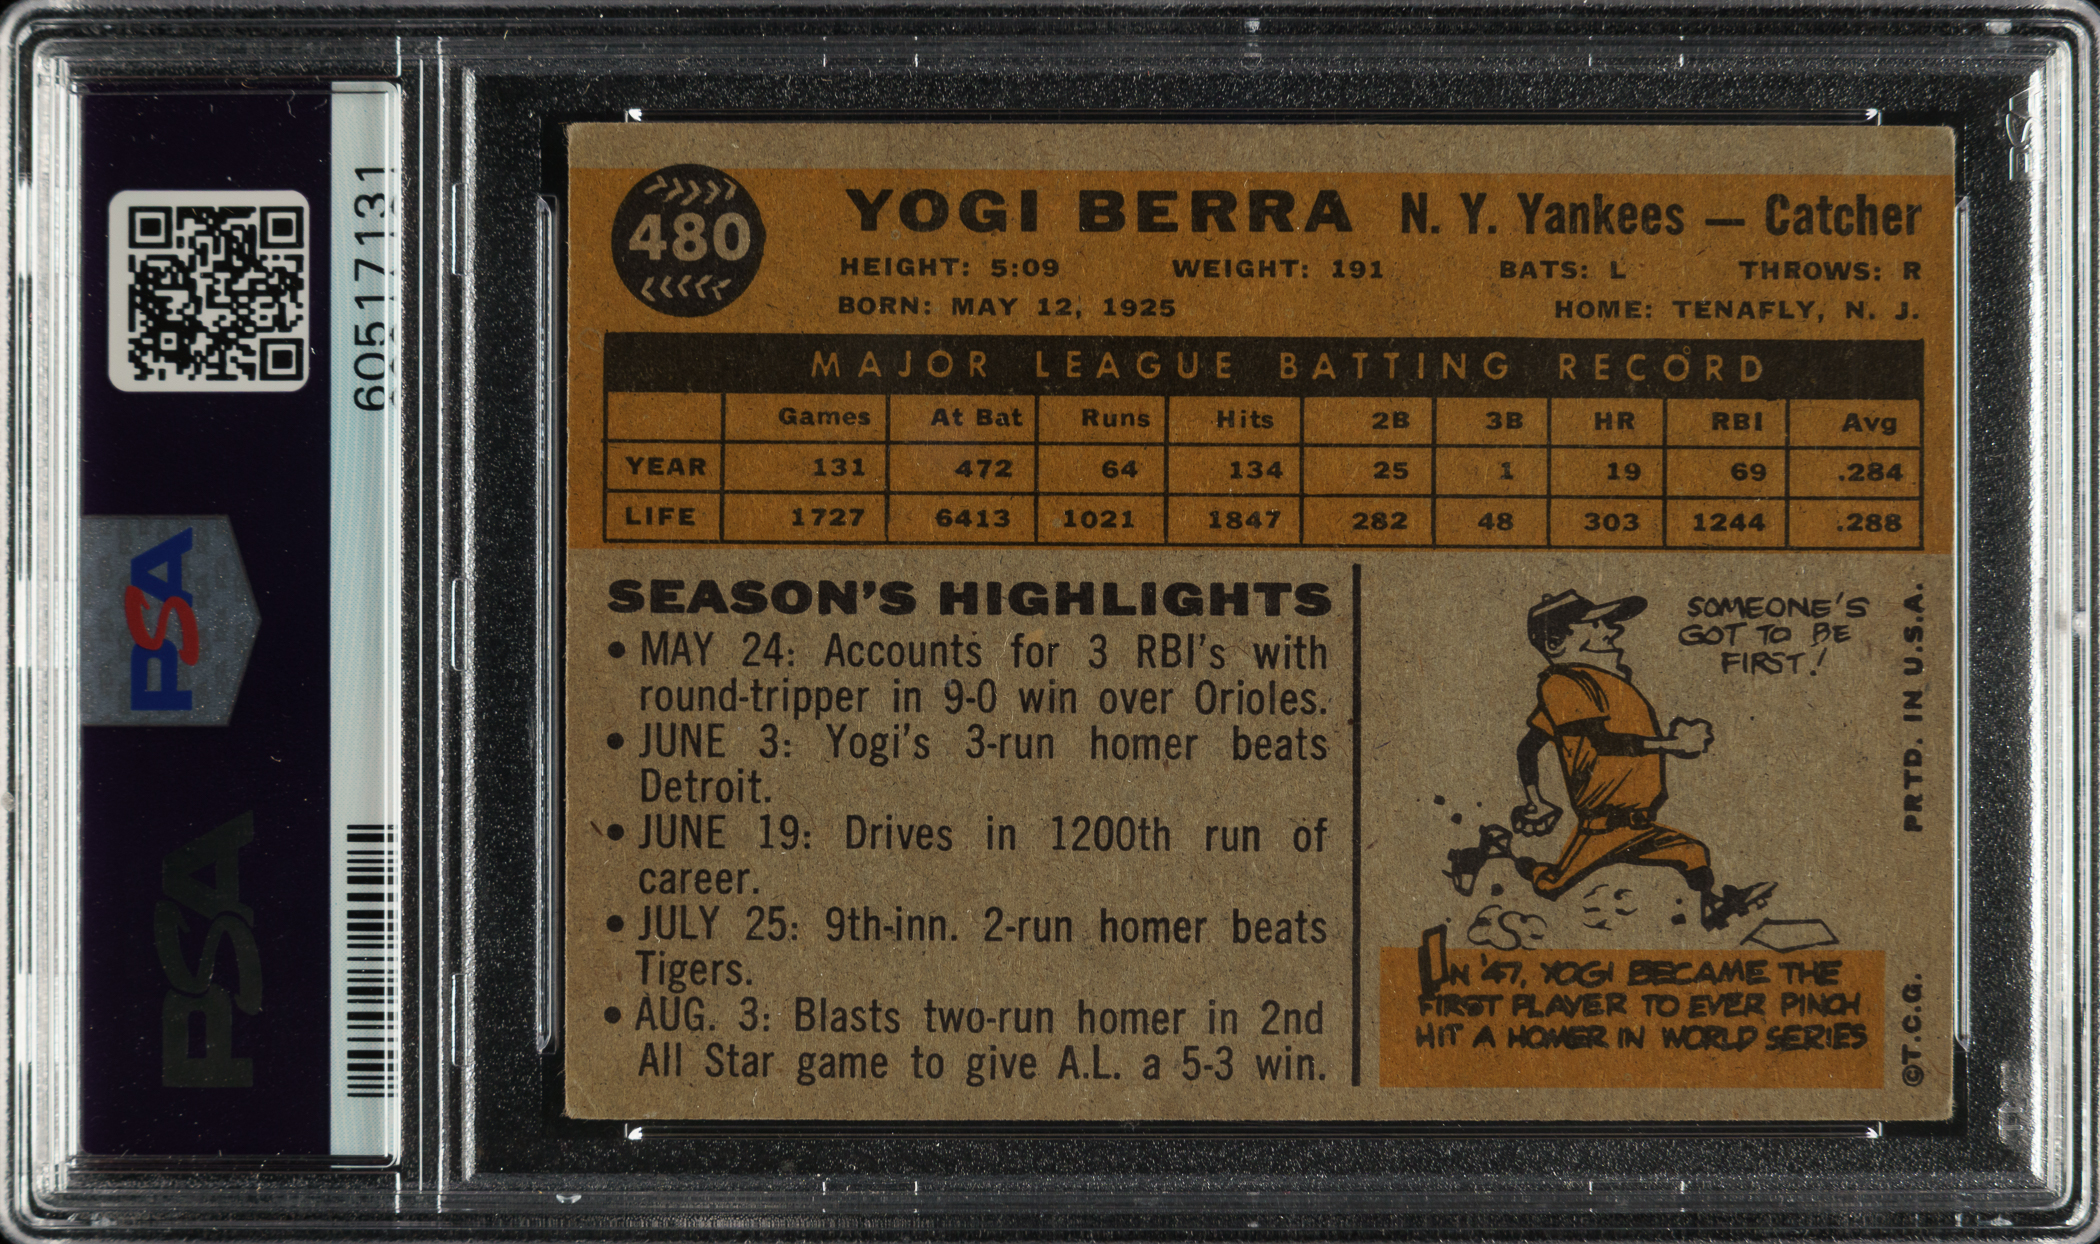 60517131
PSA
PSA
480
YOGI BERRA N. Y. Yankees — Catcher
HEIGHT: 5:09 WEIGHT: 191 BATS: L THROWS: R
BORN: MAY 12, 1925 HOME: TENAFLY, N. J.
MAJOR LEAGUE BATTING RECORD
Games At Bat Runs Hits 2B 3B HR RBI Avg
YEAR 131 472 64 134 25 1 19 69 .284
LIFE 1727 6413 1021 1847 282 48 303 1244 .288
SEASON'S HIGHLIGHTS
• MAY 24: Accounts for 3 RBI's with
round-tripper in 9-0 win over Orioles.
• JUNE 3: Yogi's 3-run homer beats
Detroit.
• JUNE 19: Drives in 1200th run of
career.
• JULY 25: 9th-inn. 2-run homer beats
Tigers.
• AUG. 3: Blasts two-run homer in 2nd
All Star game to give A.L. a 5-3 win.
SOMEONE'S
GOT TO BE
FIRST!
IN '47, YOGI BECAME THE
FIRST PLAYER TO EVER PINCH
HIT A HOMER IN WORLD SERIES
©T.C.G. PRTD. IN U.S.A.
PSA